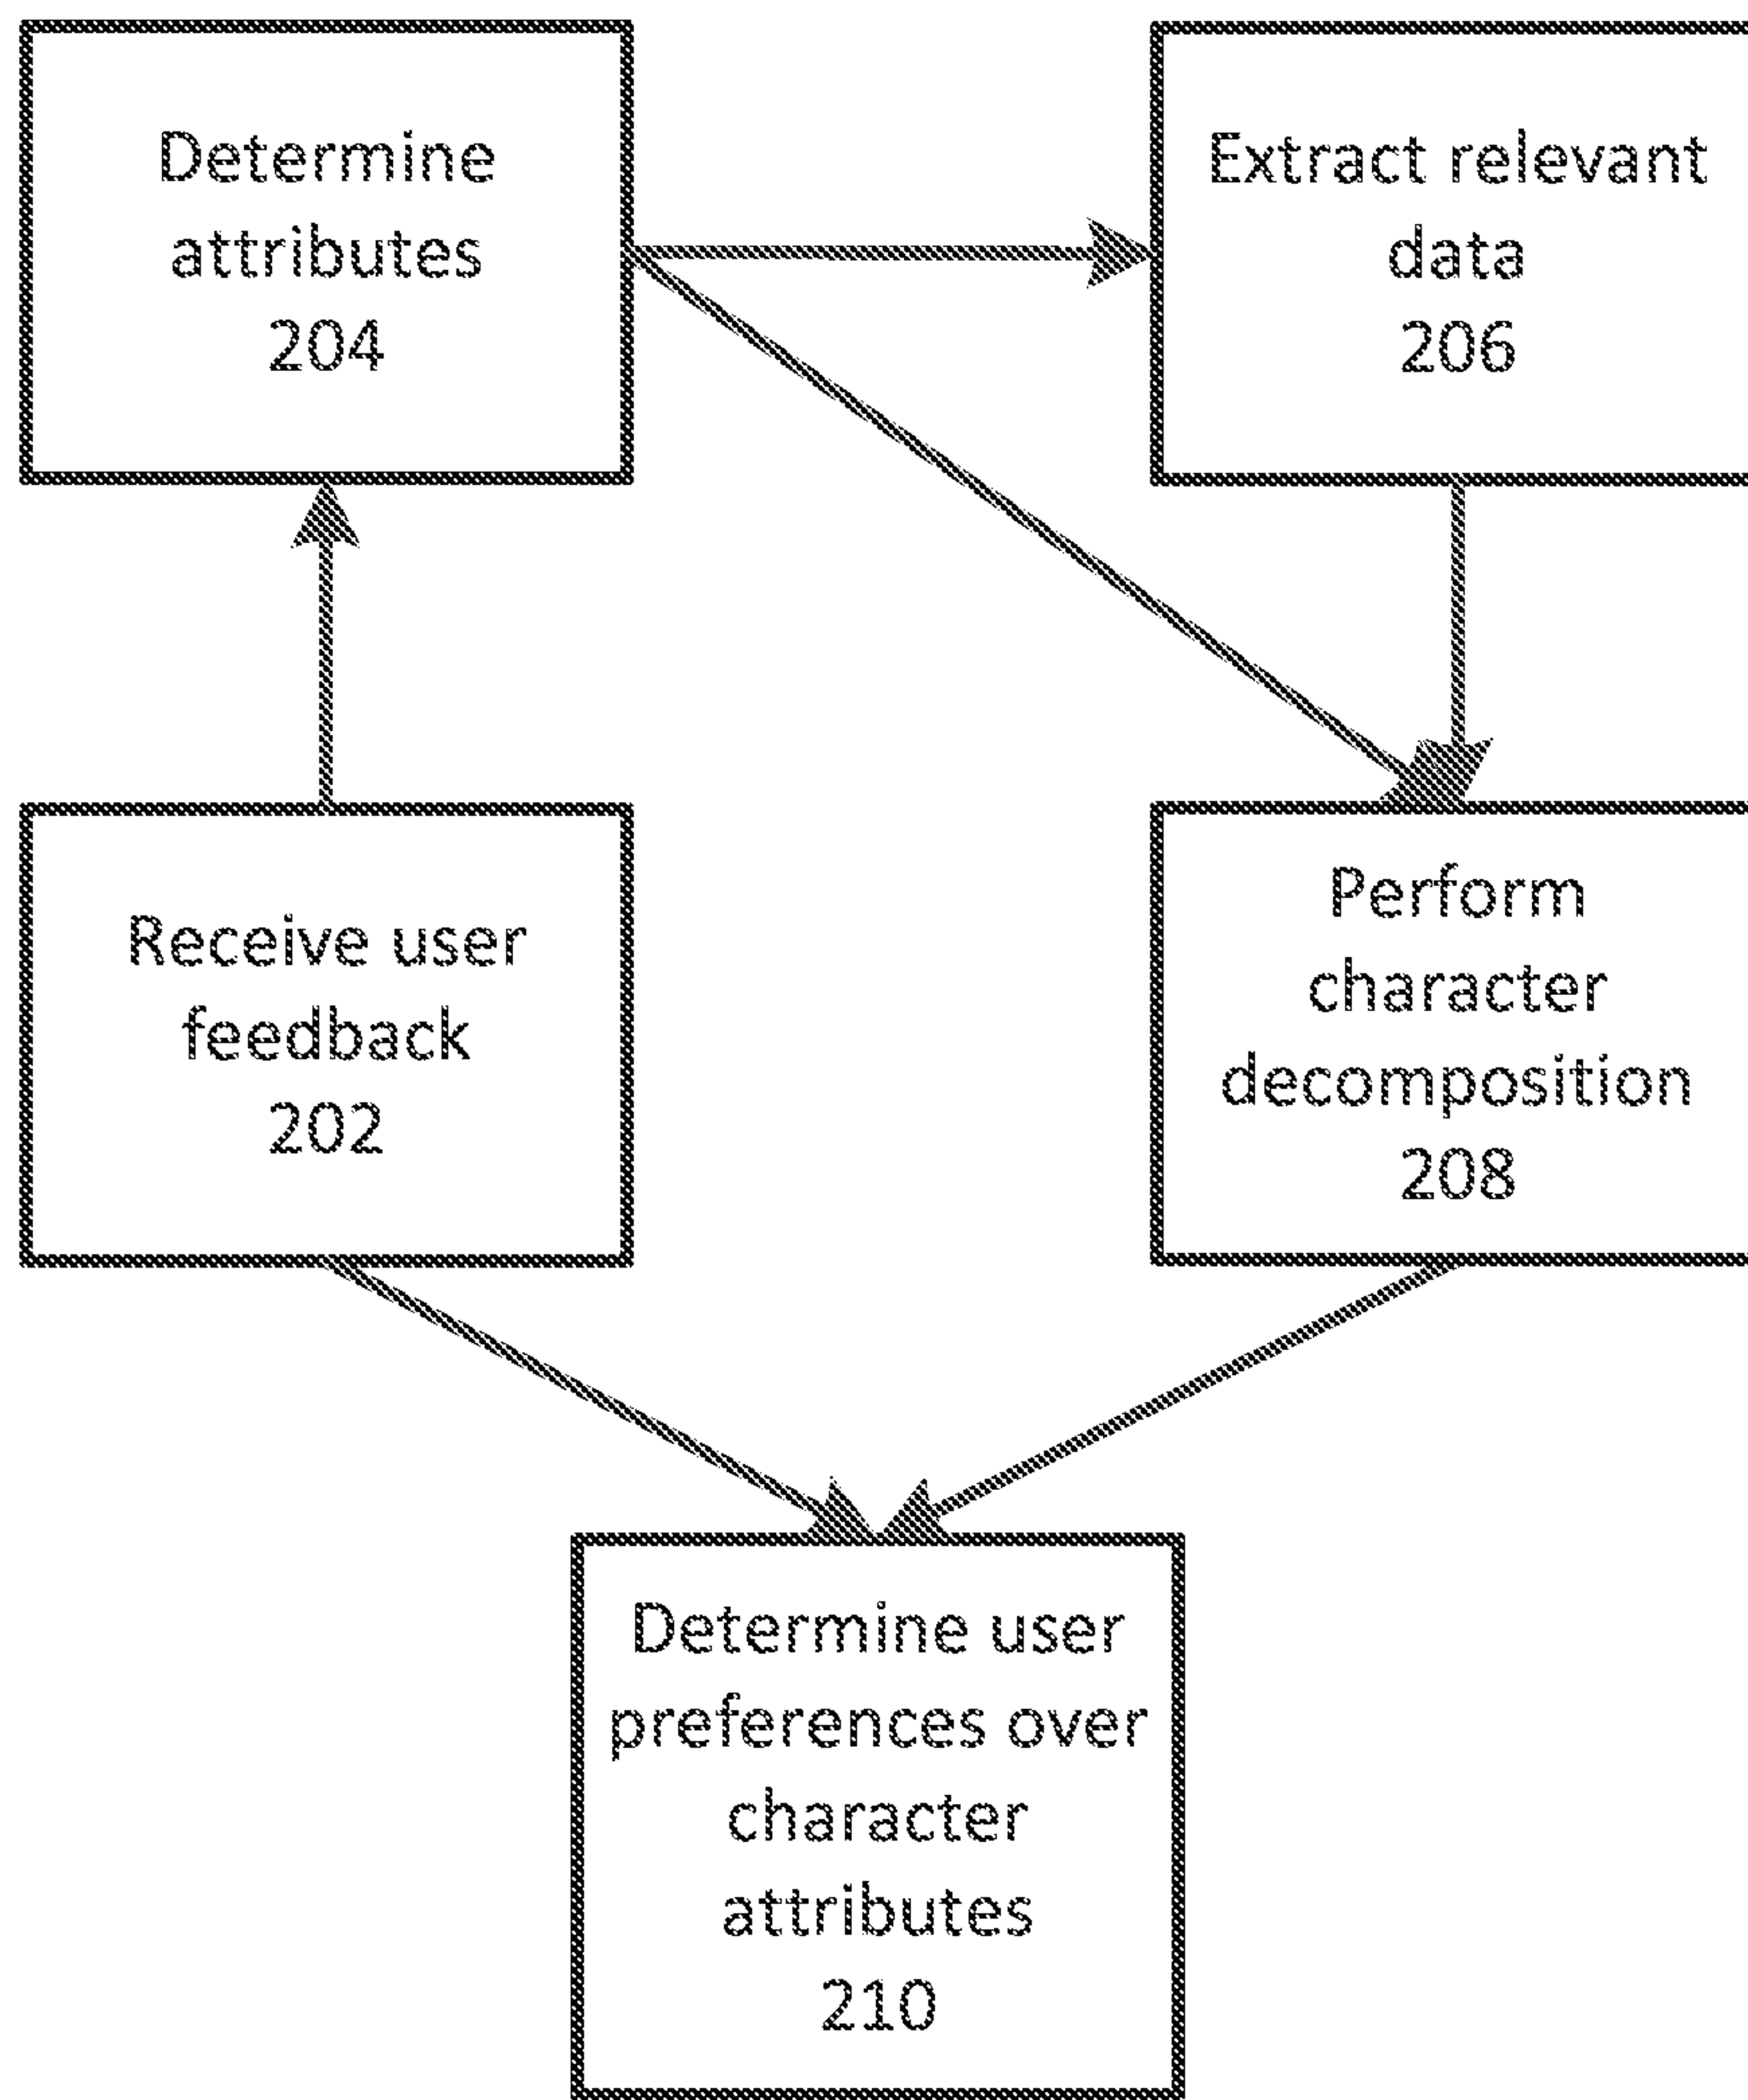 Determine
attributes
204
Extract relevant
data
206
Receive user
feedback
202
Perform
character
decomposition
208
Determine user
preferences over
character
attributes
210